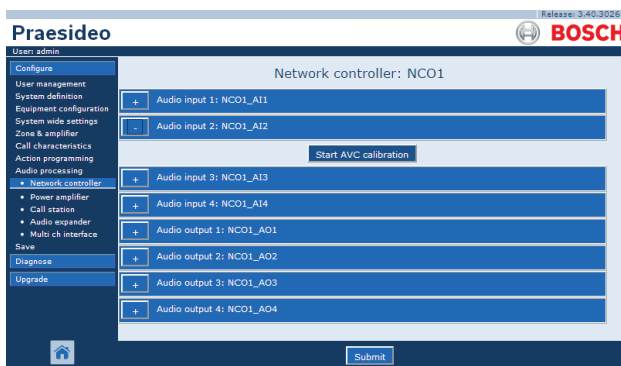 Release: 3.40.3026
Praesideo
BOSCH
User: admin
Configure
User management
System definition
Equipment configuration
System wide settings
Zone & amplifier
Call characteristics
Action programming
Audio processing
• Network controller
• Power amplifier
• Call station
• Audio expander
• Multi ch interface
Save
Diagnose
Upgrade
Network controller: NCO1
+ Audio input 1: NCO1_AI1
- Audio input 2: NCO1_AI2
Start AVC calibration
+ Audio input 3: NCO1_AI3
+ Audio input 4: NCO1_AI4
+ Audio output 1: NCO1_AO1
+ Audio output 2: NCO1_AO2
+ Audio output 3: NCO1_AO3
+ Audio output 4: NCO1_AO4
Submit